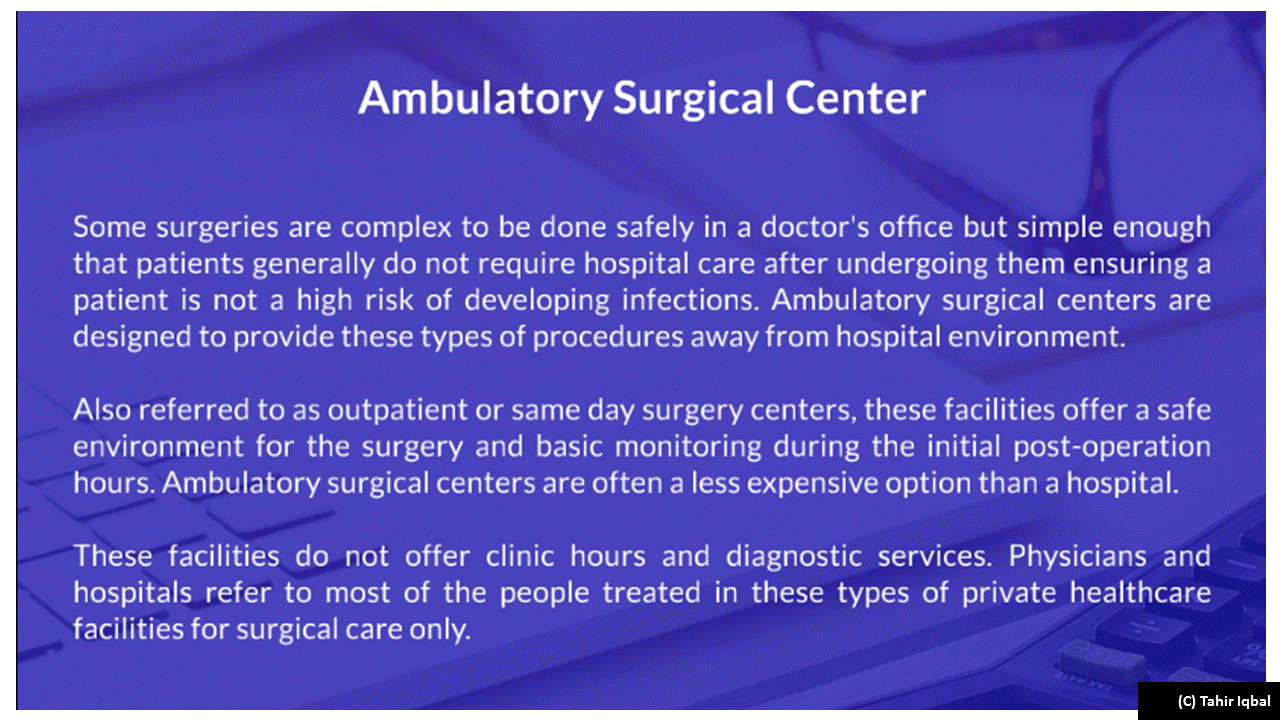 Ambulatory Surgical Center
Some surgeries are complex to be done safely in a doctor's office but simple enough
that patients generally do not require hospital care after undergoing them ensuring a
patient is not a high risk of developing infections. Ambulatory surgical centers are
designed to provide these types of procedures away from hospital environment.
Also referred to as outpatient or same day surgery centers, these facilities offer a safe
environment for the surgery and basic monitoring during the initial post-operation
hours. Ambulatory surgical centers are often a less expensive option than a hospital.
These facilities do not offer clinic hours and diagnostic services. Physicians and
hospitals refer to most of the people treated in these types of private healthcare
facilities for surgical care only.
TAX RATE
SET
%
(C) Tahir Iqbal